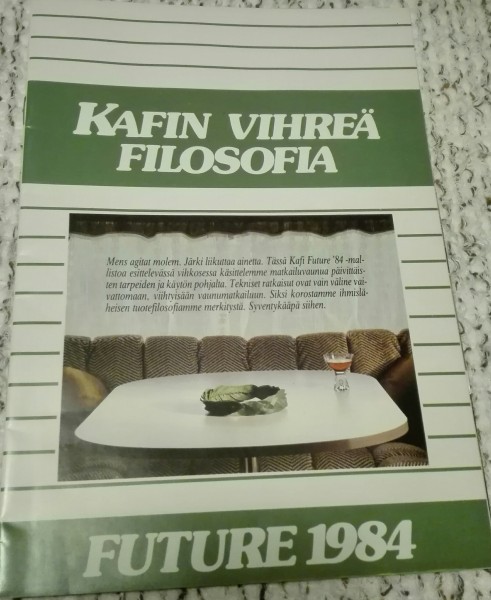 KAFIN VIHREÄ
FILOSOFIA
Mens agitat molem. Järki liikuttaa ainetta. Tässä Kafi Future '84 -mal-
listoa esittelevässä vihkosessa käsittelemme matkailuvaunua päivittäis-
ten tarpeiden ja käytön pohjalta. Tekniset ratkaisut ovat vain väline vai-
vattomaan, viihtyisään vaunumatkailuun. Siksi korostamme ihmislä-
heisen tuotefilosofiamme merkitystä. Syventykääpä siihen.
FUTURE 1984